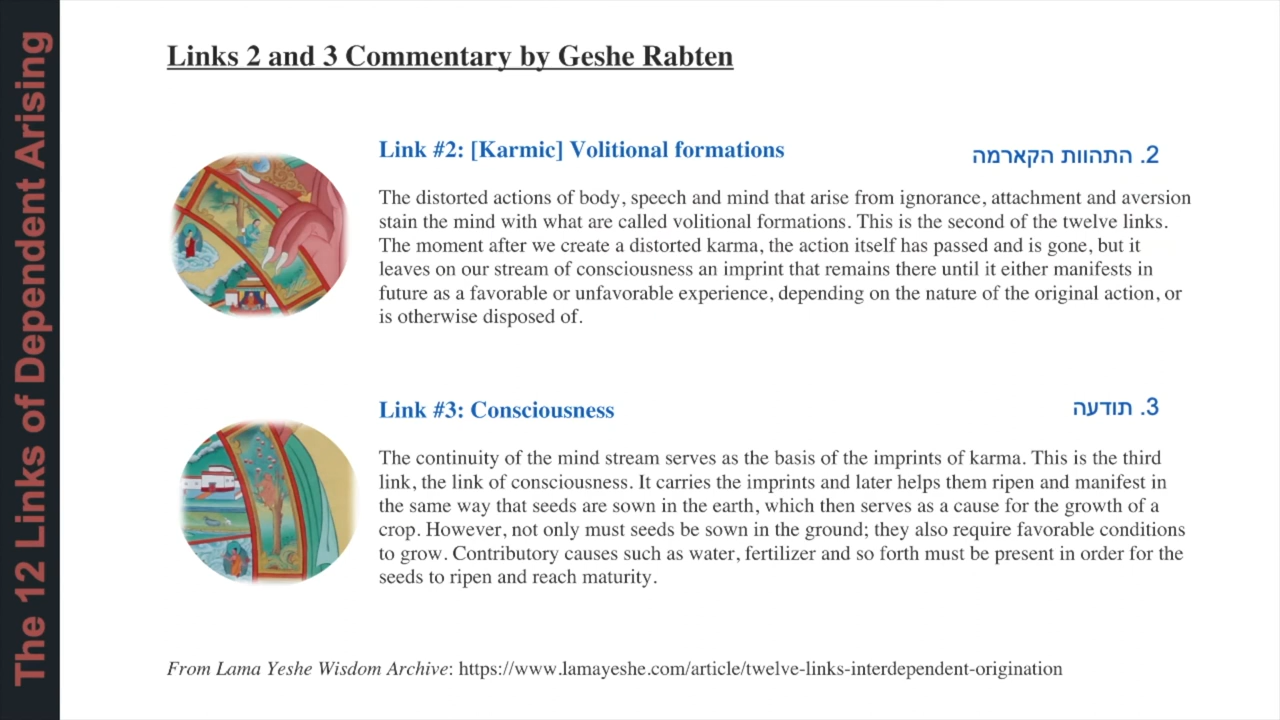 The 12 Links of Dependent Arising
Links 2 and 3 Commentary by Geshe Rabten
Link #2: [Karmic] Volitional formations
2. התהוות הקארמה
The distorted actions of body, speech and mind that arise from ignorance, attachment and aversion
stain the mind with what are called volitional formations. This is the second of the twelve links.
The moment after we create a distorted karma, the action itself has passed and is gone, but it
leaves on our stream of consciousness an imprint that remains there until it either manifests in
future as a favorable or unfavorable experience, depending on the nature of the original action, or
is otherwise disposed of.
Link #3: Consciousness
3. תודעה
The continuity of the mind stream serves as the basis of the imprints of karma. This is the third
link, the link of consciousness. It carries the imprints and later helps them ripen and manifest in
the same way that seeds are sown in the earth, which then serves as a cause for the growth of a
crop. However, not only must seeds be sown in the ground; they also require favorable conditions
to grow. Contributory causes such as water, fertilizer and so forth must be present in order for the
seeds to ripen and reach maturity.
From Lama Yeshe Wisdom Archive: https://www.lamayeshe.com/article/twelve-links-interdependent-origination